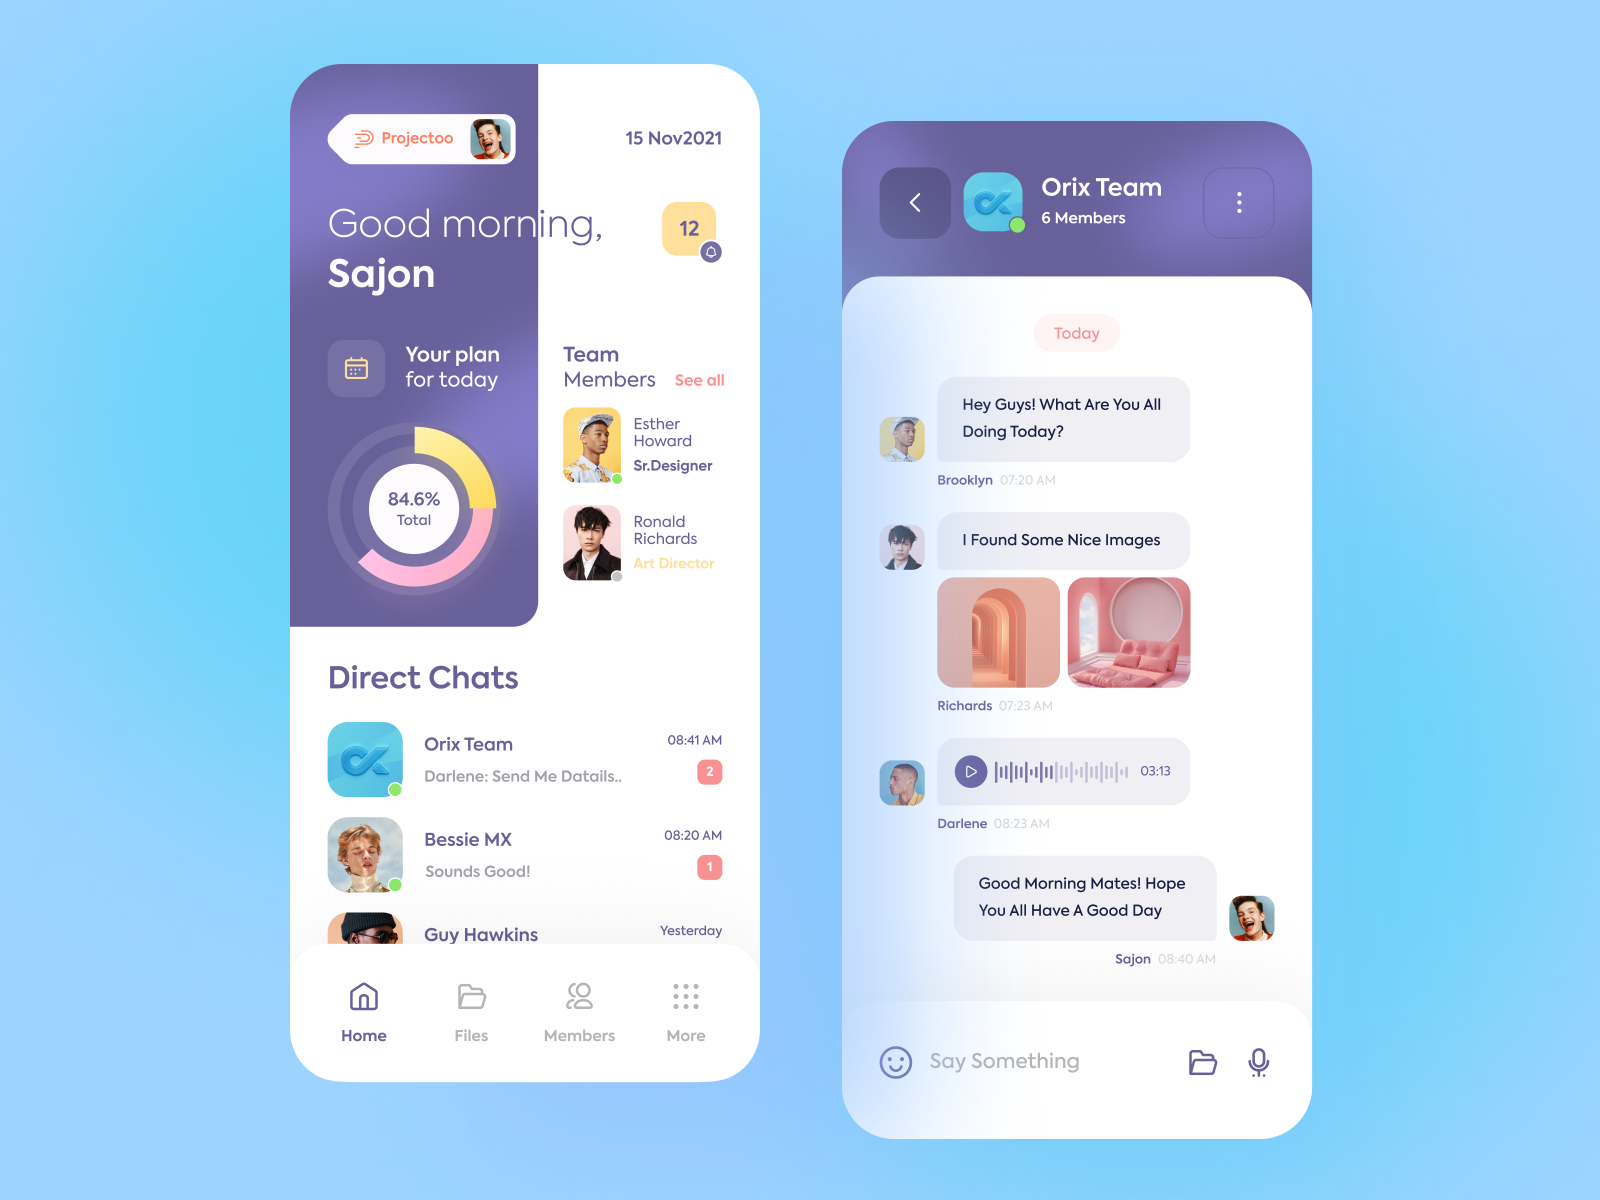 Projectoo
15 Nov2021
Good morning,
Sajon
12
Your plan
for today
84.6%
Total
Team
Members
See all
Esther
Howard
Sr.Designer
Ronald
Richards
Art Director
Direct Chats
Orix Team
08:41 AM
Darlene: Send Me Datails..
2
Bessie MX
08:20 AM
Sounds Good!
1
Guy Hawkins
Yesterday
Home
Files
Members
More
Orix Team
6 Members
Today
Hey Guys! What Are You All
Doing Today?
Brooklyn 07:20 AM
I Found Some Nice Images
Richards 07:23 AM
03:13
Darlene 08:23 AM
Good Morning Mates! Hope
You All Have A Good Day
Sajon 08:40 AM
Say Something